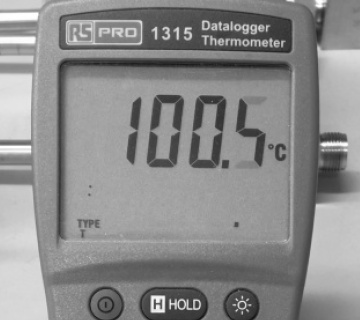 RS PRO 1315 Datalogger
Thermometer
100.5 °C
TYPE
T
H HOLD